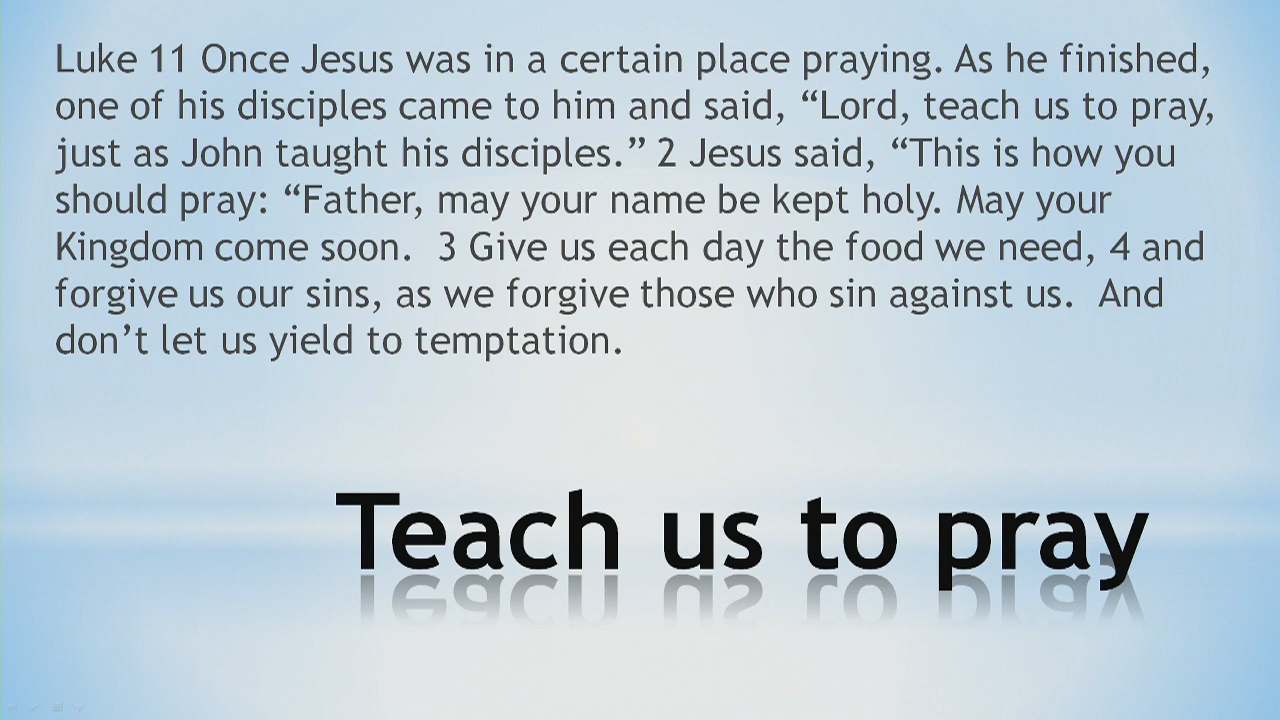 Luke 11 Once Jesus was in a certain place praying. As he finished,
one of his disciples came to him and said, “Lord, teach us to pray,
just as John taught his disciples.” 2 Jesus said, “This is how you
should pray: “Father, may your name be kept holy. May your
Kingdom come soon.  3 Give us each day the food we need, 4 and
forgive us our sins, as we forgive those who sin against us.  And
don’t let us yield to temptation.
Teach us to pray